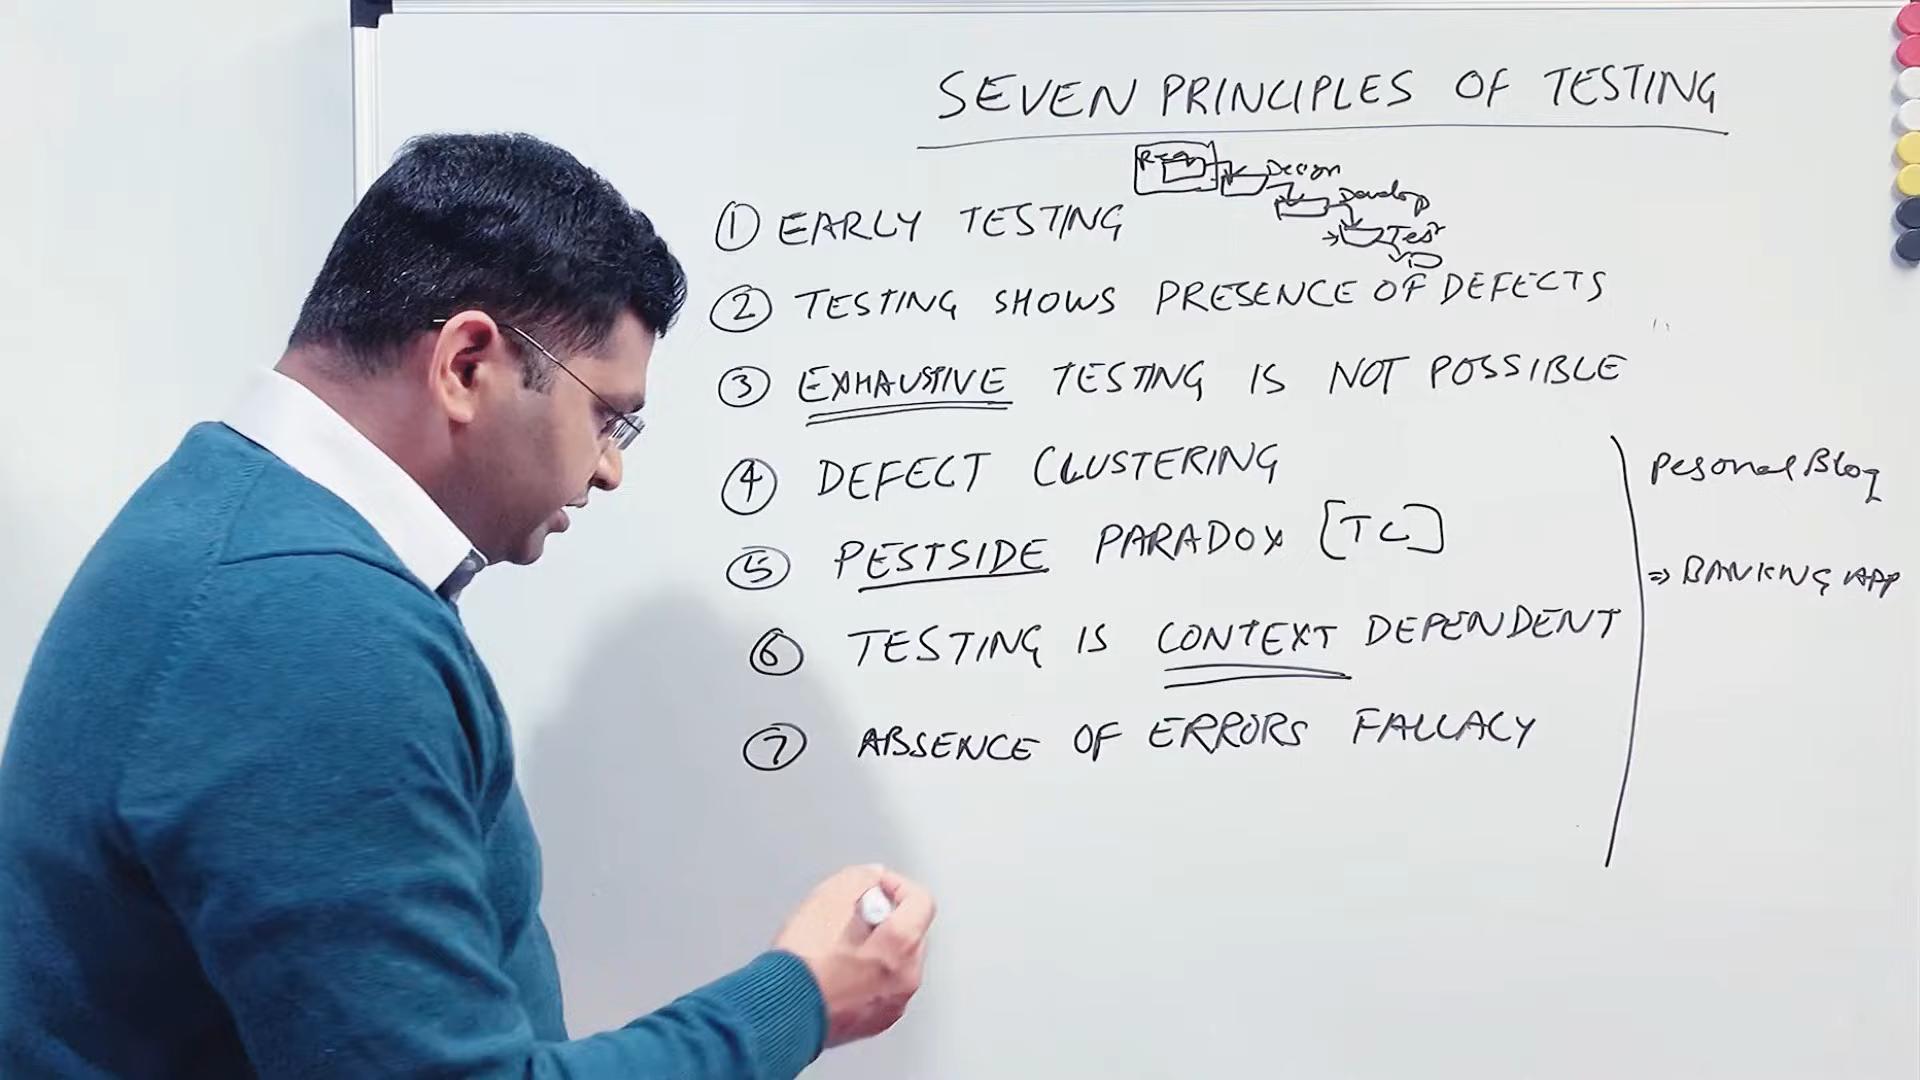 SEVEN PRINCIPLES OF TESTING
Req
Design
Develop
Test
① EARLY TESTING
② TESTING SHOWS PRESENCE OF DEFECTS
③ EXHAUSTIVE TESTING IS NOT POSSIBLE
④ DEFECT CLUSTERING
⑤ PESTSIDE PARADOX [TC]
⑥ TESTING IS CONTEXT DEPENDENT
⑦ ABSENCE OF ERRORS FALLACY
Pesonal Blog
⇒ BANKING APP